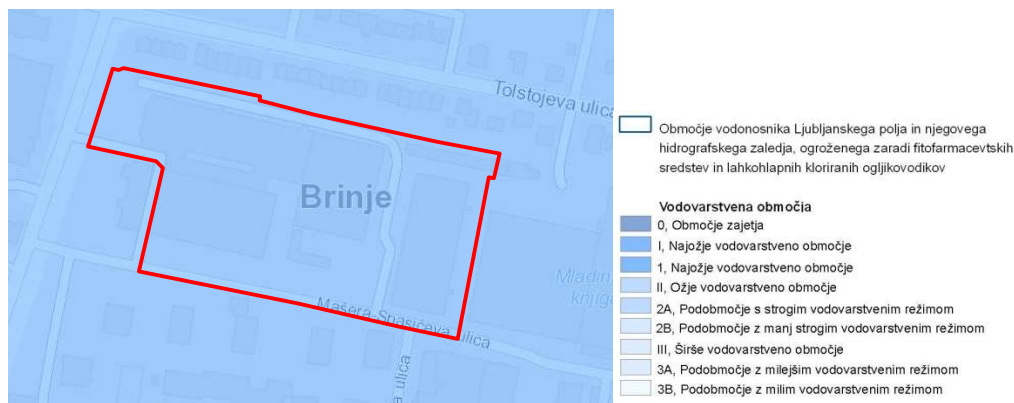 Tolstojeva ulica
Brinje
Mladin
knjiga
Mašera-Spasićeva ulica
ulica
Območje vodonosnika Ljubljanskega polja in njegovega
hidrografskega zaledja, ogroženega zaradi fitofarmacevtskih
sredstev in lahkohlapnih kloriranih ogljikovodikov
Vodovarstvena območja
0, Območje zajetja
I, Najožje vodovarstveno območje
1, Najožje vodovarstveno območje
II, Ožje vodovarstveno območje
2A, Podobmočje s strogim vodovarstvenim režimom
2B, Podobmočje z manj strogim vodovarstvenim režimom
III, Širše vodovarstveno območje
3A, Podobmočje z milejšim vodovarstvenim režimom
3B, Podobmočje z milim vodovarstvenim režimom